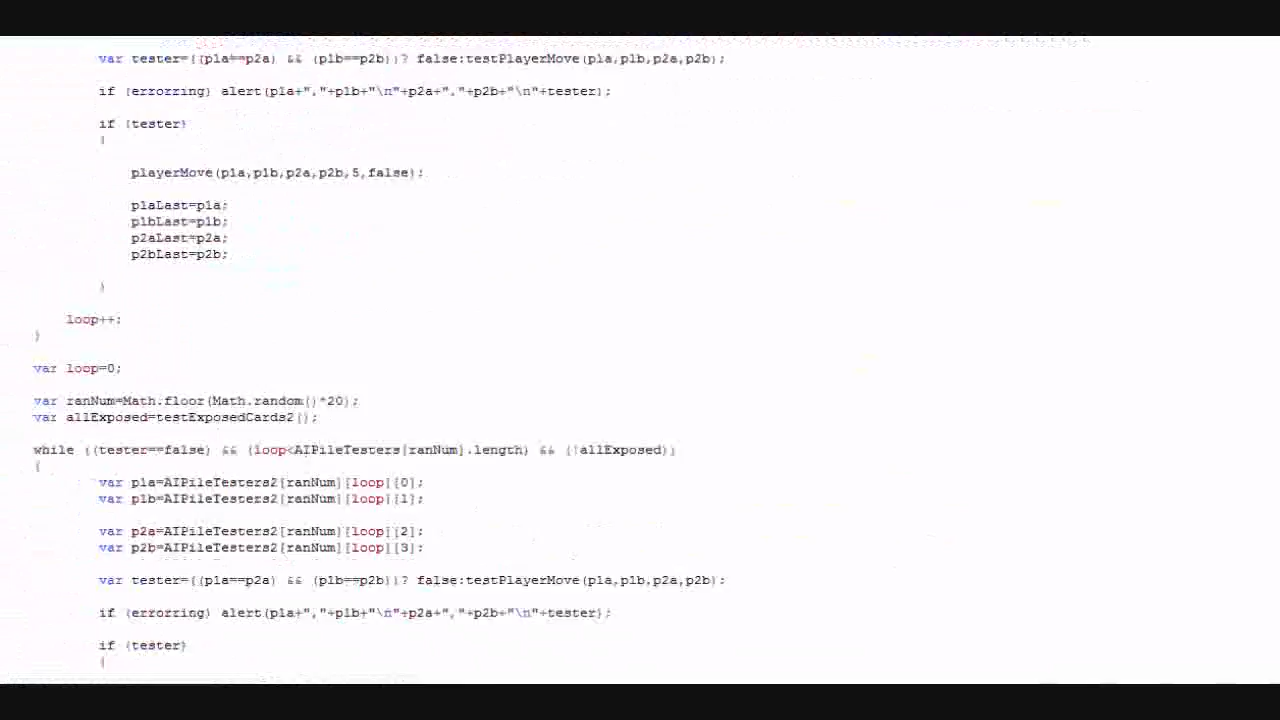 var tester=((p1a==p2a) && (p1b==p2b))? false:testPlayerMove(p1a,p1b,p2a,p2b);
if (errorring) alert(p1a+","+p1b+"\n"+p2a+","+p2b+"\n"+tester);
if (tester)
{
playerMove(p1a,p1b,p2a,p2b,5,false);
p1aLast=p1a;
p1bLast=p1b;
p2aLast=p2a;
p2bLast=p2b;
}
loop++;
}
var loop=0;
var ranNum=Math.floor(Math.random()*20);
var allExposed=testExposedCards2();
while ((tester==false) && (loop<AIPileTesters[ranNum].length) && (!allExposed))
{
var p1a=AIPileTesters2[ranNum][loop][0];
var p1b=AIPileTesters2[ranNum][loop][1];
var p2a=AIPileTesters2[ranNum][loop][2];
var p2b=AIPileTesters2[ranNum][loop][3];
var tester=((p1a==p2a) && (p1b==p2b))? false:testPlayerMove(p1a,p1b,p2a,p2b);
if (errorring) alert(p1a+","+p1b+"\n"+p2a+","+p2b+"\n"+tester);
if (tester)
{